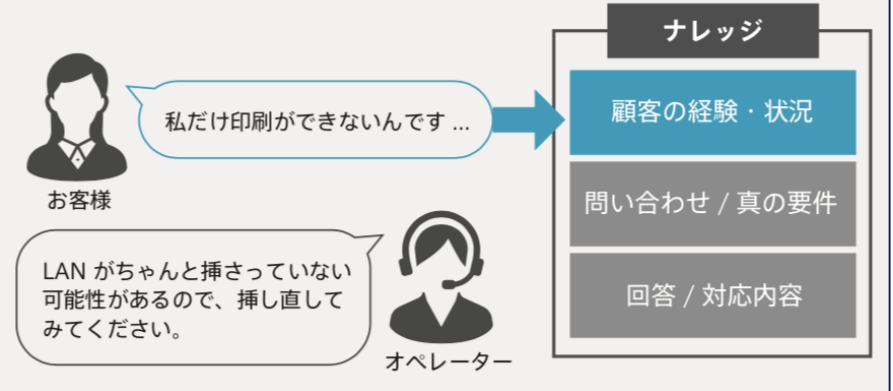 ナレッジ
私だけ印刷ができないんです ...
顧客の経験・状況
お客様
問い合わせ / 真の要件
LAN がちゃんと挿さっていない
可能性があるので、挿し直して
みてください。
回答 / 対応内容
オペレーター